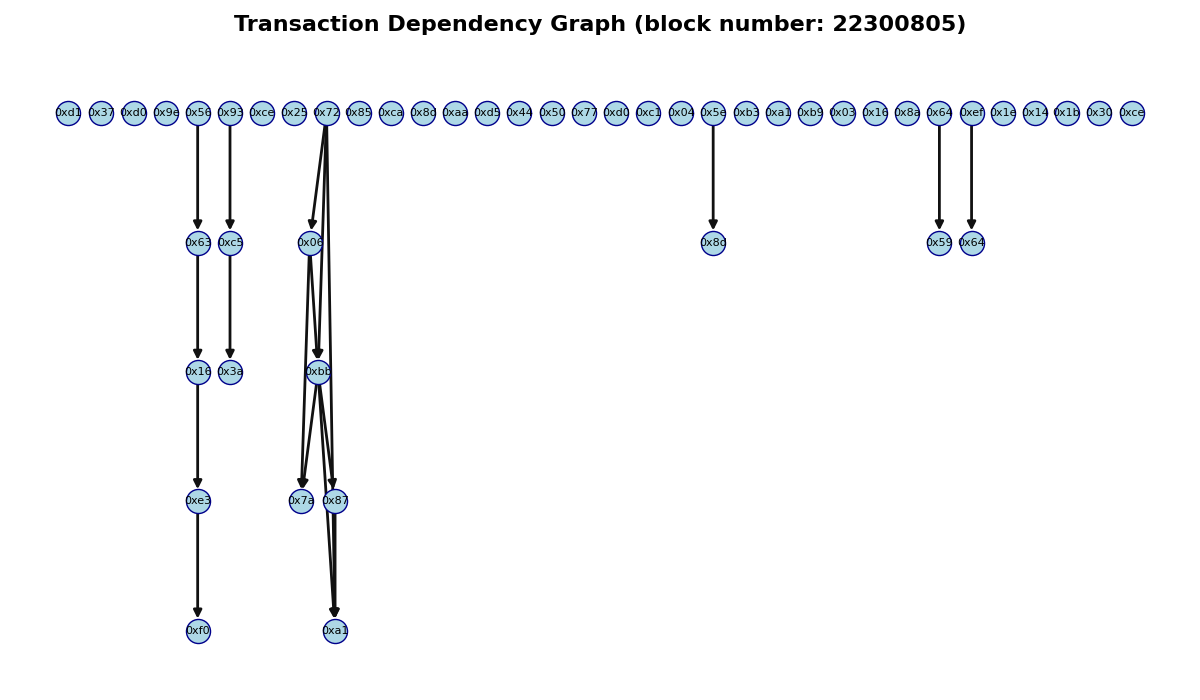 Transaction Dependency Graph (block number: 22300805)
0xd1 0x37 0xd0 0x9e 0x56 0x93 0xce 0x25 0x72 0x85 0xca 0x8d 0xaa 0xd5 0x44 0x50 0x77 0xd0 0xc1 0x04 0x5e 0xb3 0xa1 0xb9 0x03 0x16 0x8a 0x64 0xef 0x1e 0x14 0x1b 0x30 0xce
0x63 0xc5 0x06 0x8d 0x59 0x64
0x16 0x3a 0xbb
0xe3 0x7a 0x87
0xf0 0xa1